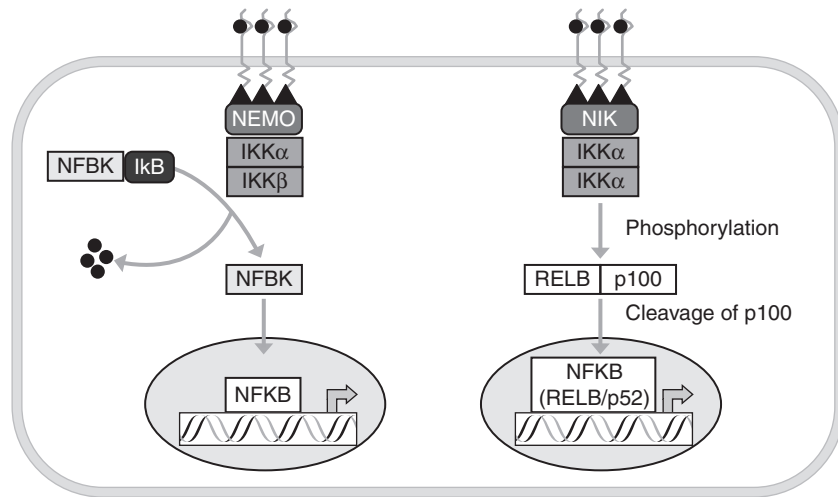 NEMO
IKKα
IKKβ
NFBK IkB
NFBK
NFKB
NIK
IKKα
IKKα
Phosphorylation
RELB p100
Cleavage of p100
NFKB
(RELB/p52)